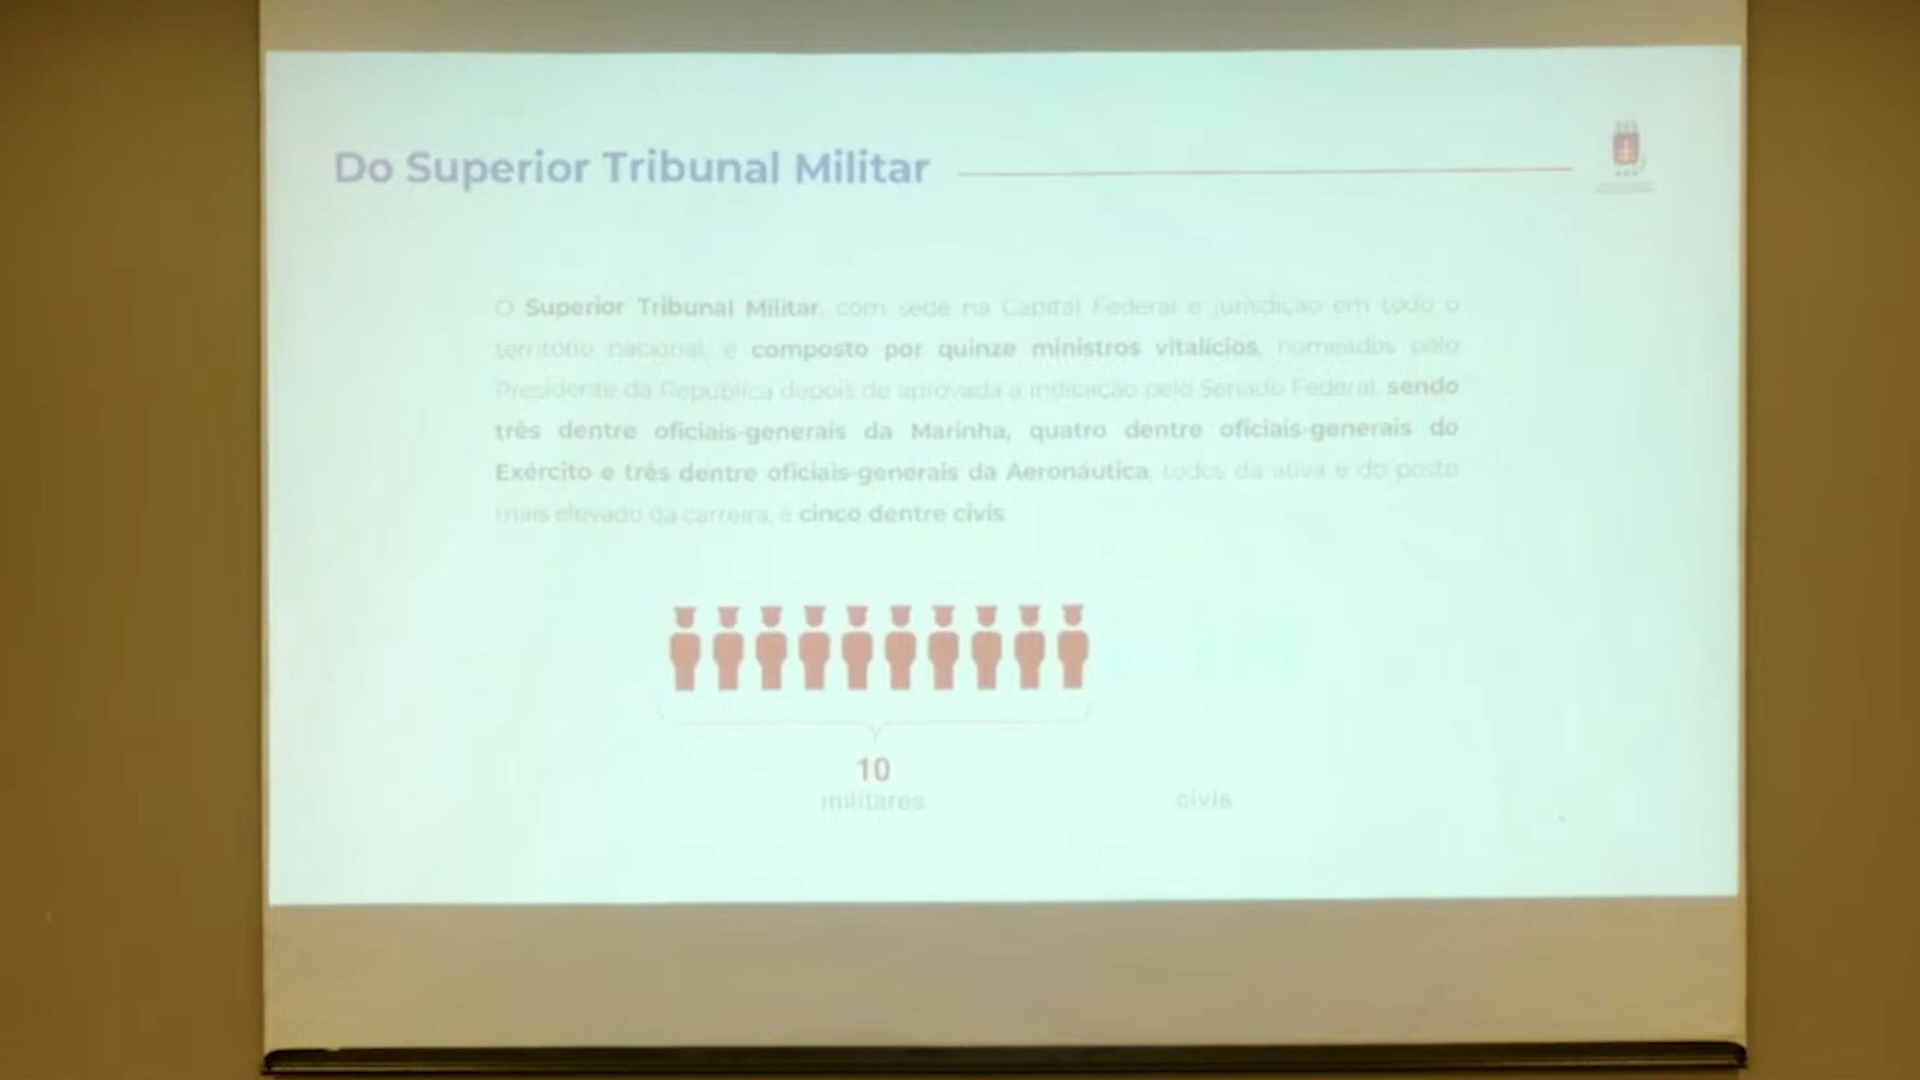 Do Superior Tribunal Militar
O Superior Tribunal Militar, com sede na Capital Federal e jurisdição em todo o
território nacional, é composto por quinze ministros vitalícios, nomeados pelo
Presidente da República depois de aprovada a indicação pelo Senado Federal, sendo
três dentre oficiais-generais da Marinha, quatro dentre oficiais-generais do
Exército e três dentre oficiais-generais da Aeronáutica, todos da ativa e do posto
mais elevado da carreira, e cinco dentre civis
10
militares
civis